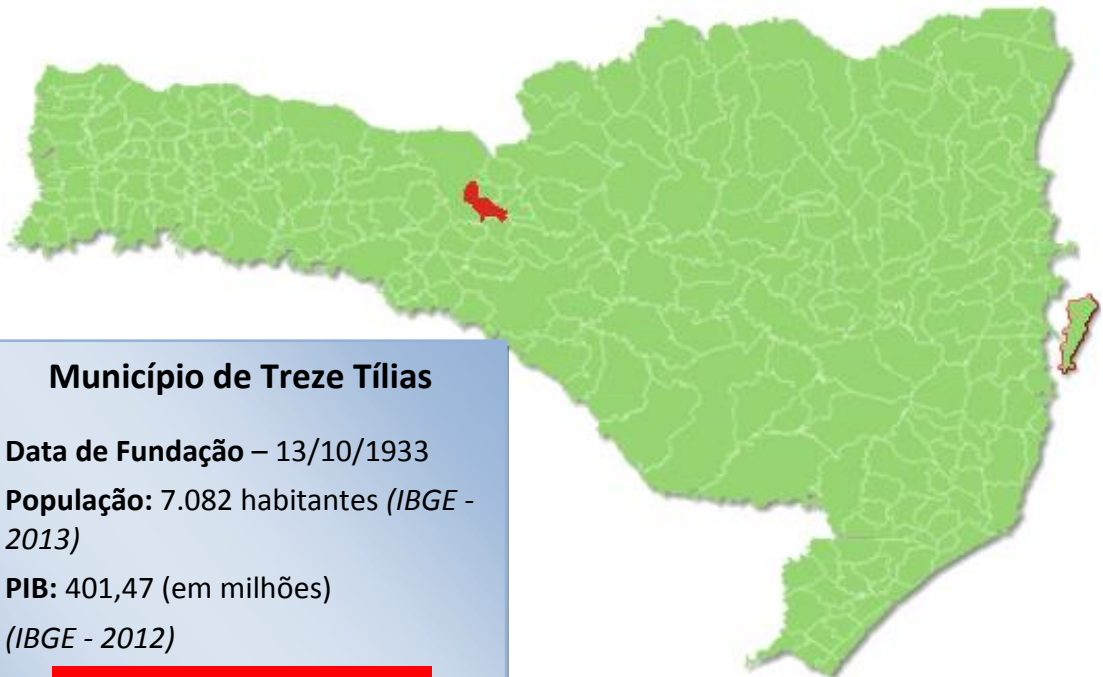 Município de Treze Tílias
Data de Fundação – 13/10/1933
População: 7.082 habitantes (IBGE -
2013)
PIB: 401,47 (em milhões)
(IBGE - 2012)